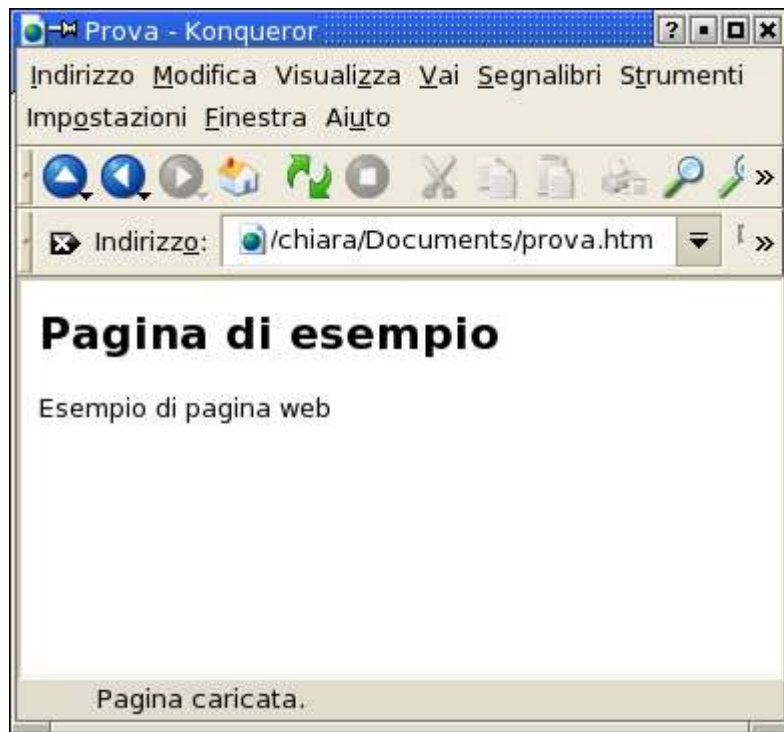 Prova - Konqueror
Indirizzo Modifica Visualizza Vai Segnalibri Strumenti
Impostazioni Finestra Aiuto
Indirizzo: /chiara/Documents/prova.htm
Pagina di esempio
Esempio di pagina web
Pagina caricata.